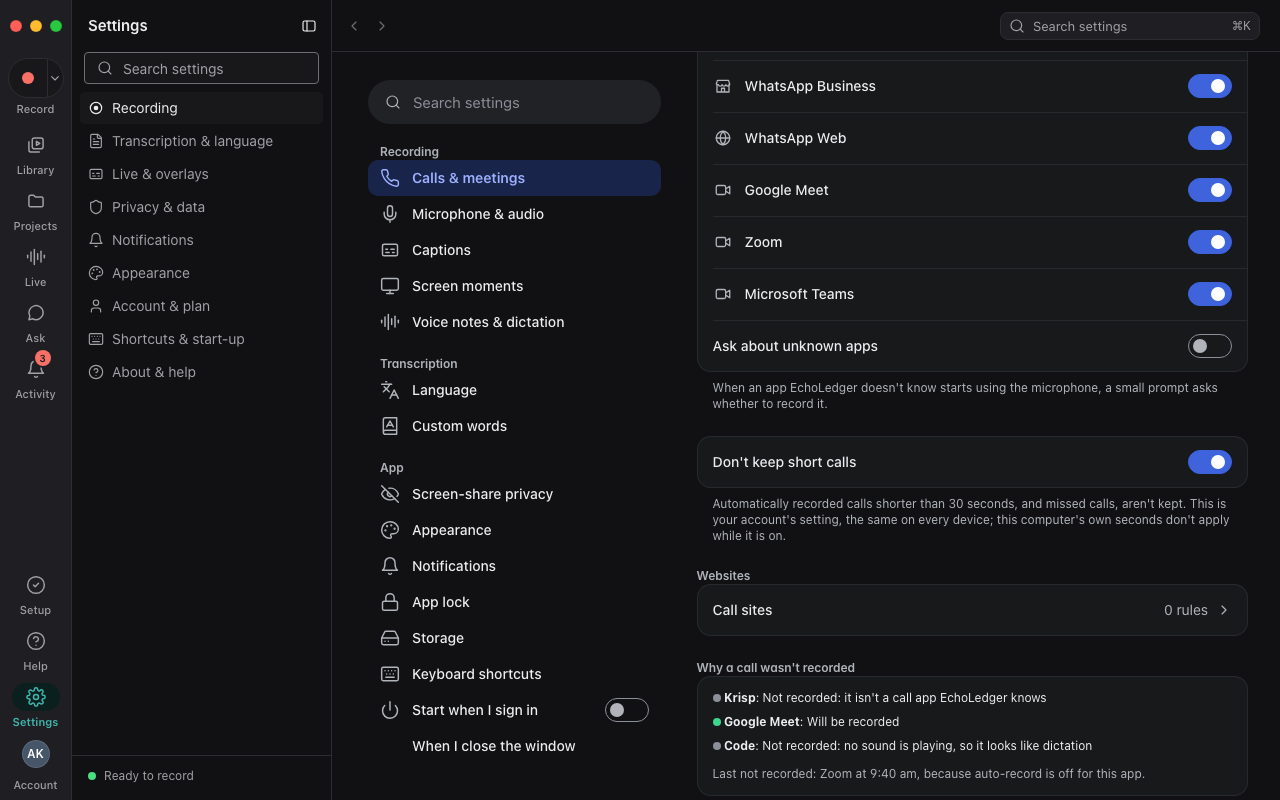 Settings
Search settings
⌘K
Search settings
Record
Library
Projects
Live
Ask
3
Activity
Setup
Help
Settings
AK
Account
Recording
Transcription & language
Live & overlays
Privacy & data
Notifications
Appearance
Account & plan
Shortcuts & start-up
About & help
Ready to record
Search settings
Recording
Calls & meetings
Microphone & audio
Captions
Screen moments
Voice notes & dictation
Transcription
Language
Custom words
App
Screen-share privacy
Appearance
Notifications
App lock
Storage
Keyboard shortcuts
Start when I sign in
When I close the window
WhatsApp Business
WhatsApp Web
Google Meet
Zoom
Microsoft Teams
Ask about unknown apps
When an app EchoLedger doesn't know starts using the microphone, a small prompt asks
whether to record it.
Don't keep short calls
Automatically recorded calls shorter than 30 seconds, and missed calls, aren't kept. This is
your account's setting, the same on every device; this computer's own seconds don't apply
while it is on.
Websites
Call sites 0 rules
Why a call wasn't recorded
Krisp: Not recorded: it isn't a call app EchoLedger knows
Google Meet: Will be recorded
Code: Not recorded: no sound is playing, so it looks like dictation
Last not recorded: Zoom at 9:40 am, because auto-record is off for this app.